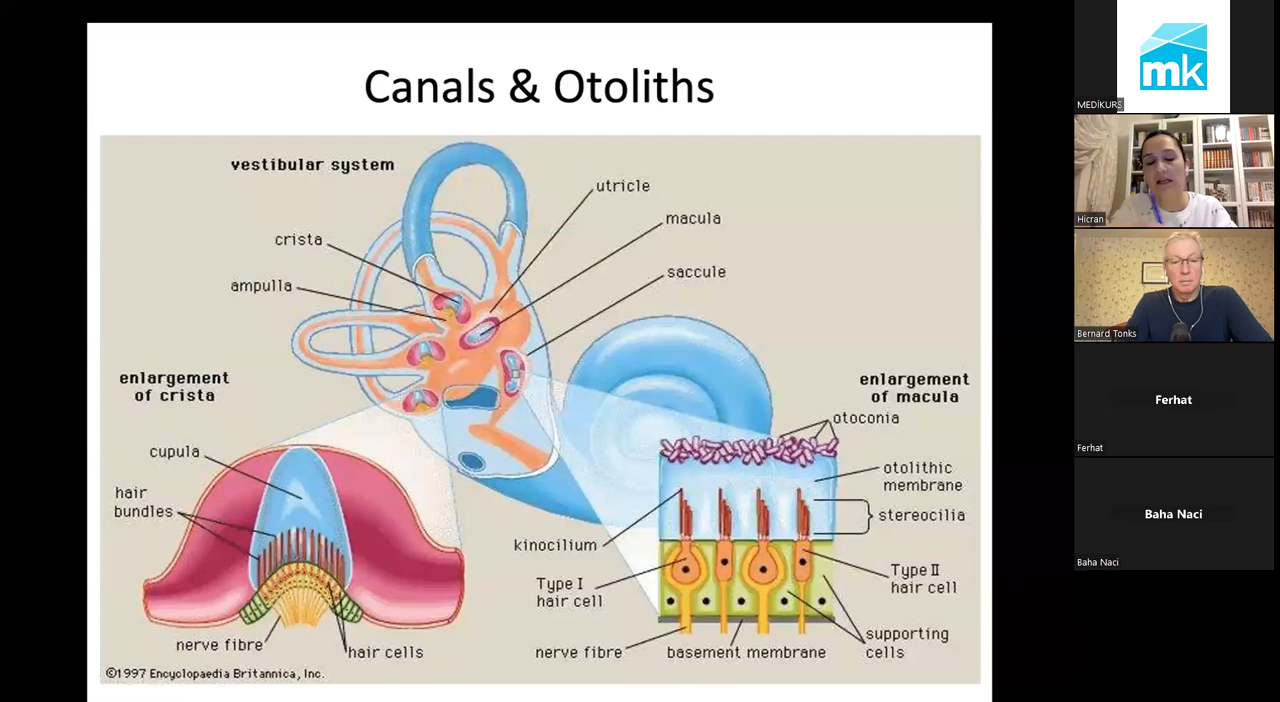 Canals & Otoliths
vestibular system
utricle
macula
saccule
crista
ampulla
enlargement
of crista
cupula
hair
bundles
nerve fibre
hair cells
enlargement
of macula
otoconia
otolithic
membrane
stereocilia
kinocilium
Type I
hair cell
Type II
hair cell
nerve fibre
basement membrane
supporting
cells
©1997 Encyclopaedia Britannica, Inc.
mk
MEDİKURS
Hicran
Bernard Tonks
Ferhat
Ferhat
Baha Naci
Baha Naci